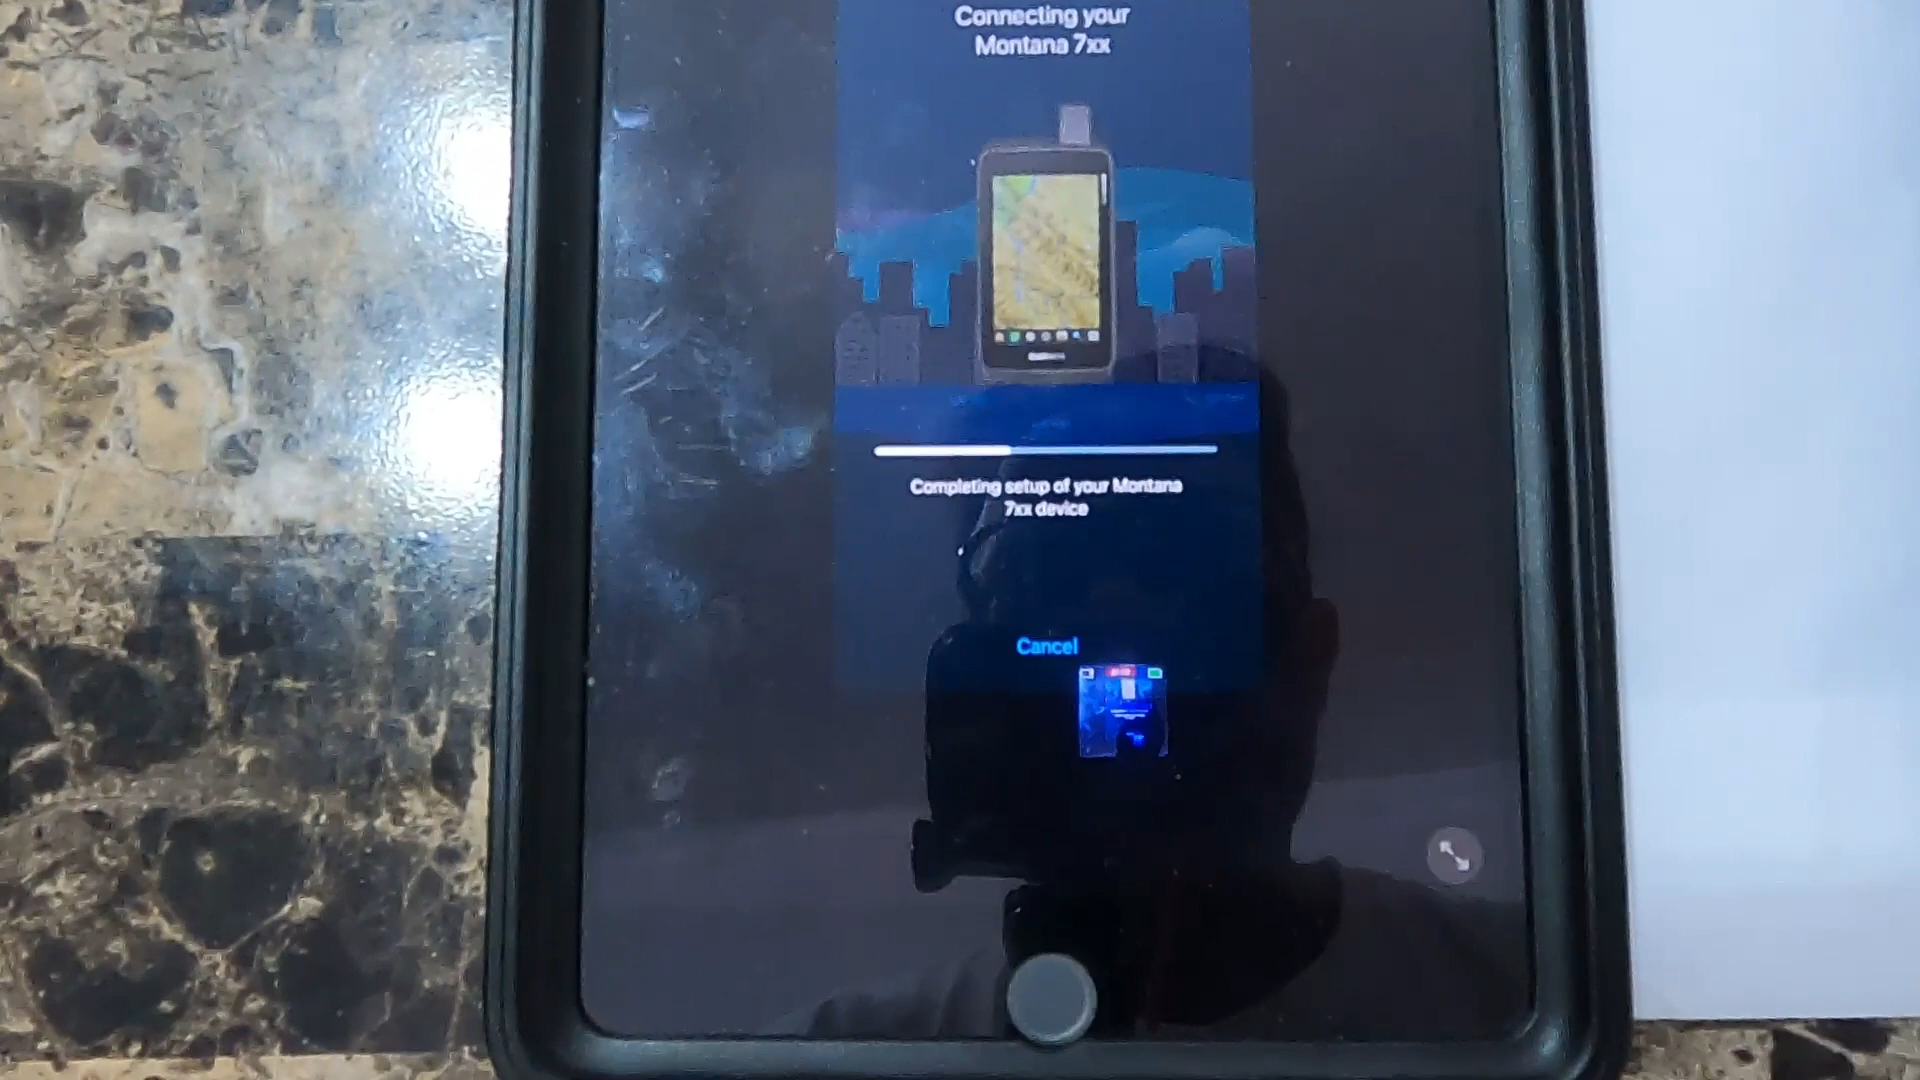 Connecting your
Montana 7xx
Completing setup of your Montana
7xx device
Cancel